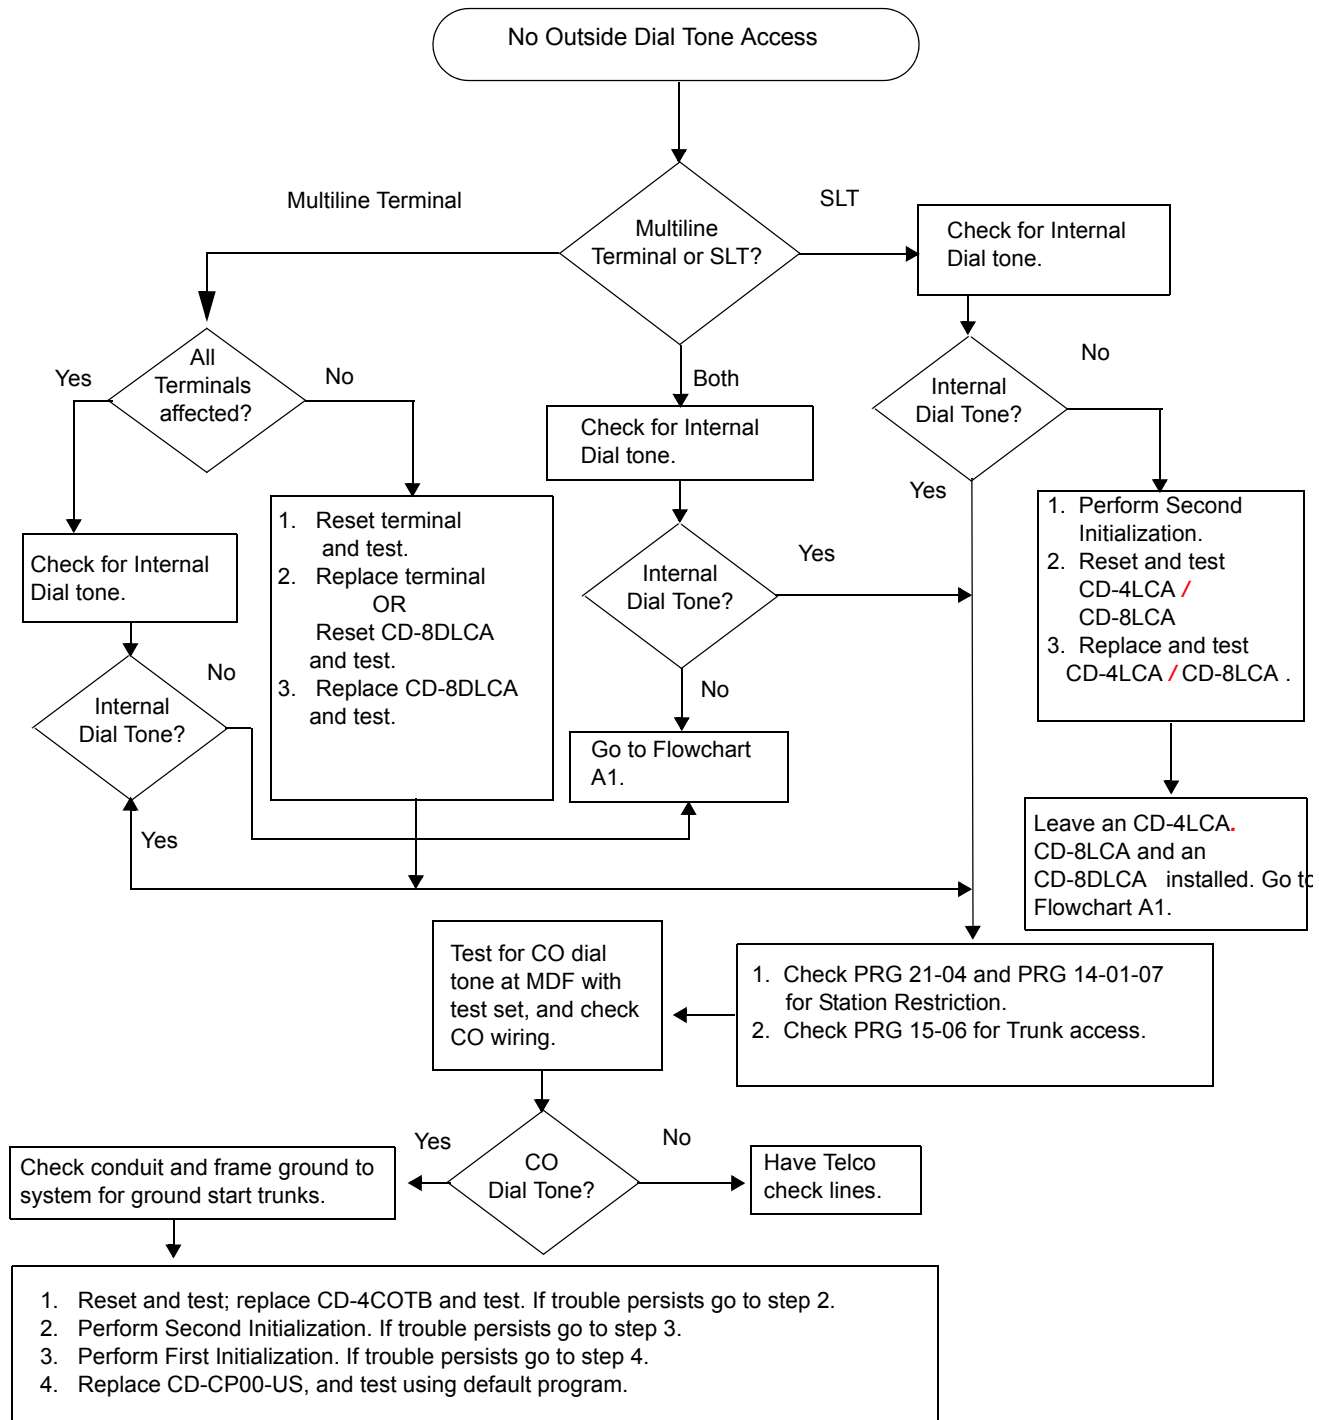 No Outside Dial Tone Access
Multiline Terminal
SLT
Multiline
Terminal or SLT?
Check for Internal
Dial tone.
All
Terminals
affected?
Yes
No
Both
No
Internal
Dial Tone?
Check for Internal
Dial tone.
Yes
1. Perform Second
Initialization.
2. Reset and test
CD-4LCA /
CD-8LCA
3. Replace and test
CD-4LCA / CD-8LCA .
1. Reset terminal
and test.
2. Replace terminal
OR
Reset CD-8DLCA
and test.
3. Replace CD-8DLCA
and test.
Check for Internal
Dial tone.
Internal
Dial Tone?
Yes
No
Internal
Dial Tone?
No
Go to Flowchart
A1.
Yes
Leave an CD-4LCA.
CD-8LCA and an
CD-8DLCA installed. Go to
Flowchart A1.
Test for CO dial
tone at MDF with
test set, and check
CO wiring.
1. Check PRG 21-04 and PRG 14-01-07
for Station Restriction.
2. Check PRG 15-06 for Trunk access.
Yes
No
CO
Dial Tone?
Check conduit and frame ground to
system for ground start trunks.
Have Telco
check lines.
1. Reset and test; replace CD-4COTB and test. If trouble persists go to step 2.
2. Perform Second Initialization. If trouble persists go to step 3.
3. Perform First Initialization. If trouble persists go to step 4.
4. Replace CD-CP00-US, and test using default program.